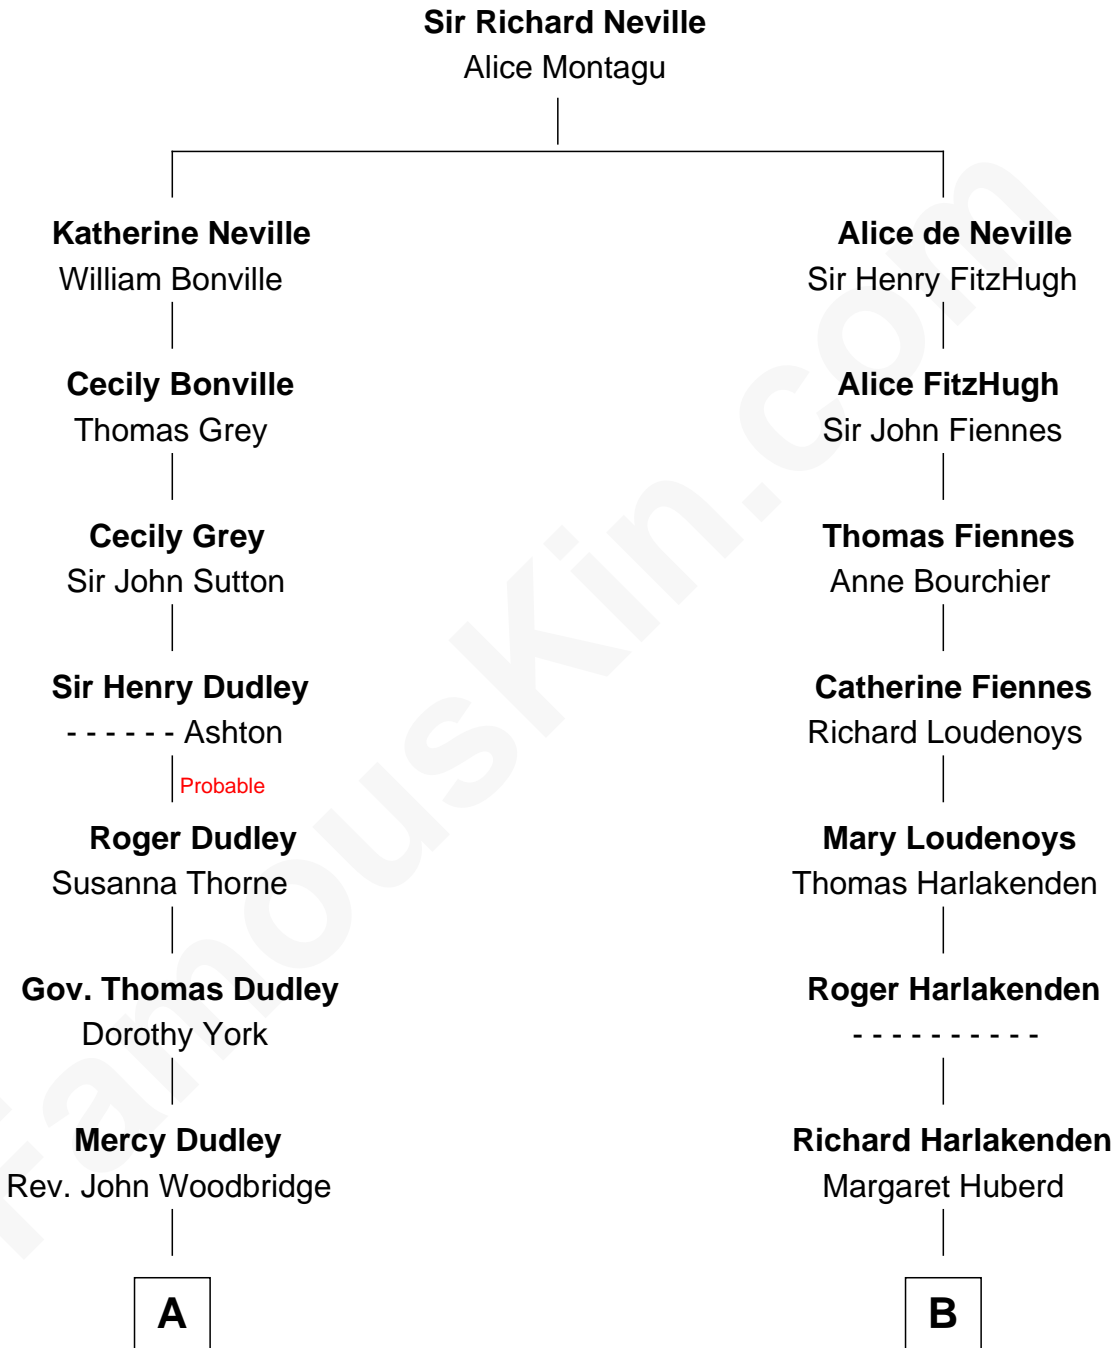 Sir Richard Neville
Alice Montagu
Katherine Neville
William Bonville
Alice de Neville
Sir Henry FitzHugh
Cecily Bonville
Thomas Grey
Alice FitzHugh
Sir John Fiennes
Cecily Grey
Sir John Sutton
Thomas Fiennes
Anne Bourchier
Sir Henry Dudley
- - - - - - Ashton
Probable
Catherine Fiennes
Richard Loudenoys
Roger Dudley
Susanna Thorne
Mary Loudenoys
Thomas Harlakenden
Gov. Thomas Dudley
Dorothy York
Roger Harlakenden
- - - - - - - - - -
Mercy Dudley
Rev. John Woodbridge
Richard Harlakenden
Margaret Huberd
A
B
FamousKin.com